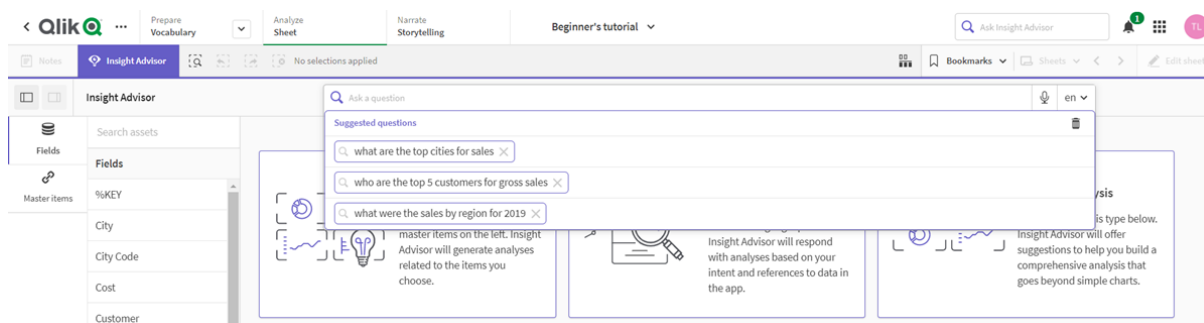 Qlik
Prepare
Vocabulary
Analyze
Sheet
Narrate
Storytelling
Beginner's tutorial
Ask Insight Advisor
1
TL
Notes
Insight Advisor
No selections applied
Bookmarks
Sheets
Edit sheet
Insight Advisor
Ask a question
en
Suggested questions
what are the top cities for sales
who are the top 5 customers for gross sales
what were the sales by region for 2019
Fields
Master items
Search assets
Fields
%KEY
City
City Code
Cost
Customer
master items on the left. Insight
Advisor will generate analyses
related to the items you
choose.
Insight Advisor will respond
with analyses based on your
intent and references to data in
the app.
is type below.
Insight Advisor will offer
suggestions to help you build a
comprehensive analysis that
goes beyond simple charts.